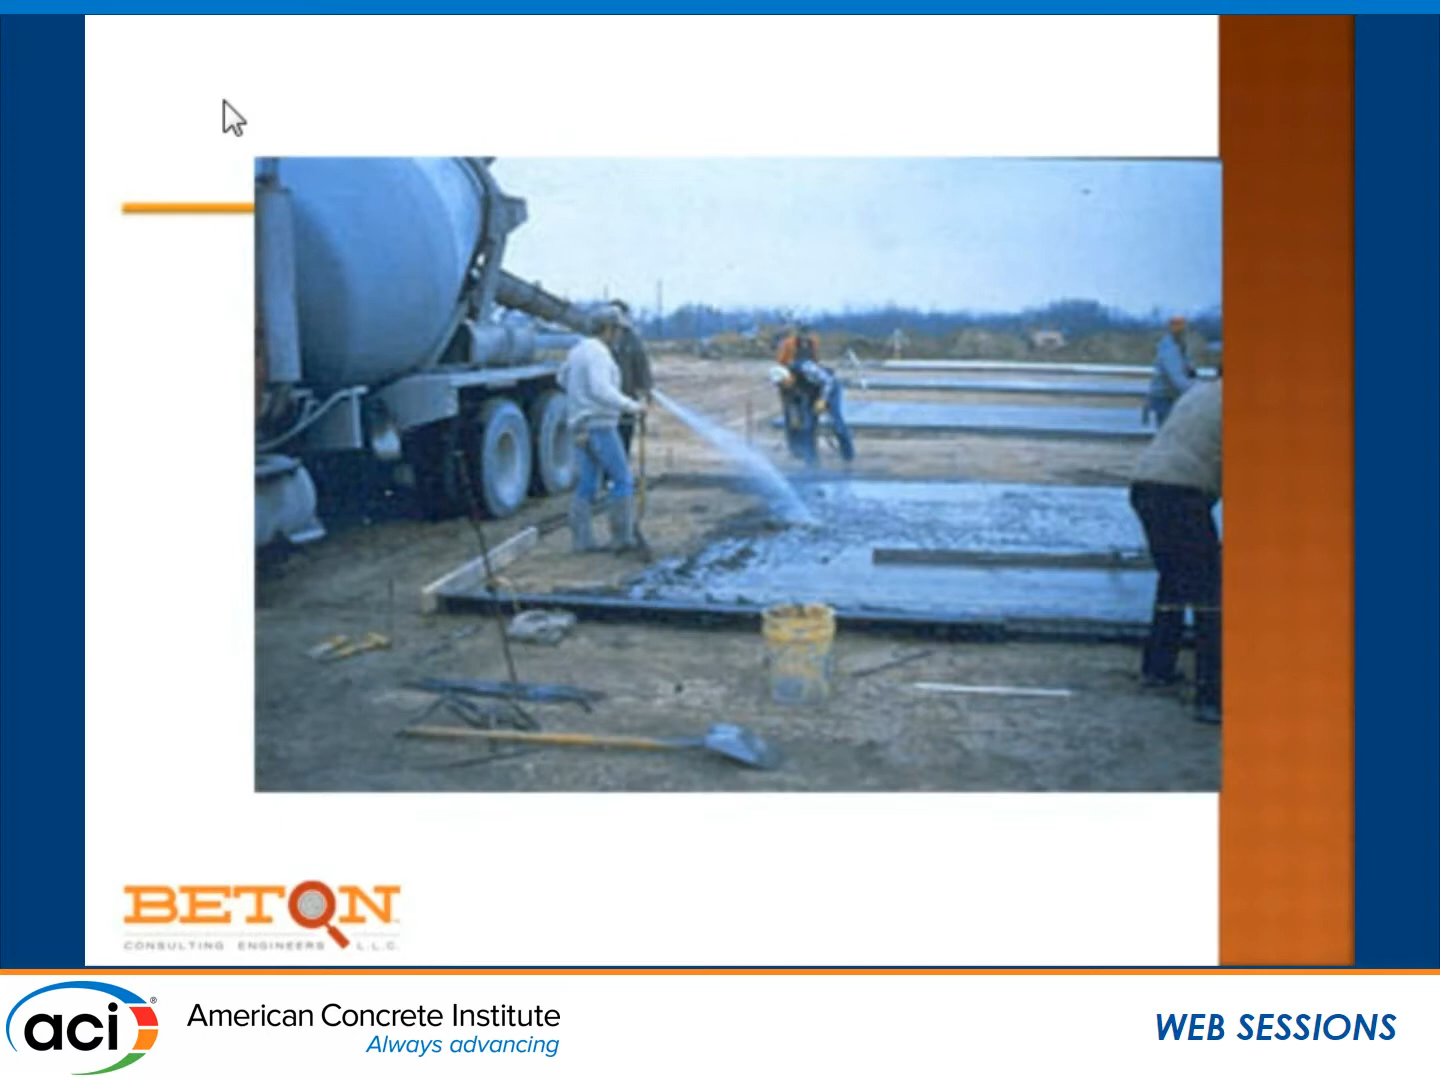 BETON
CONSULTING ENGINEERS L.L.C.
aci®
American Concrete Institute
Always advancing
WEB SESSIONS